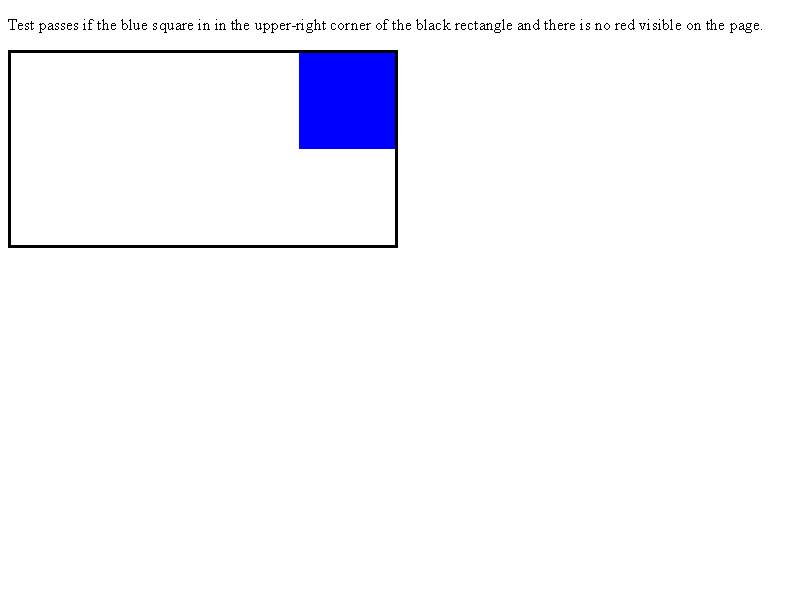 Test passes if the blue square in in the upper-right corner of the black rectangle and there is no red visible on the page.